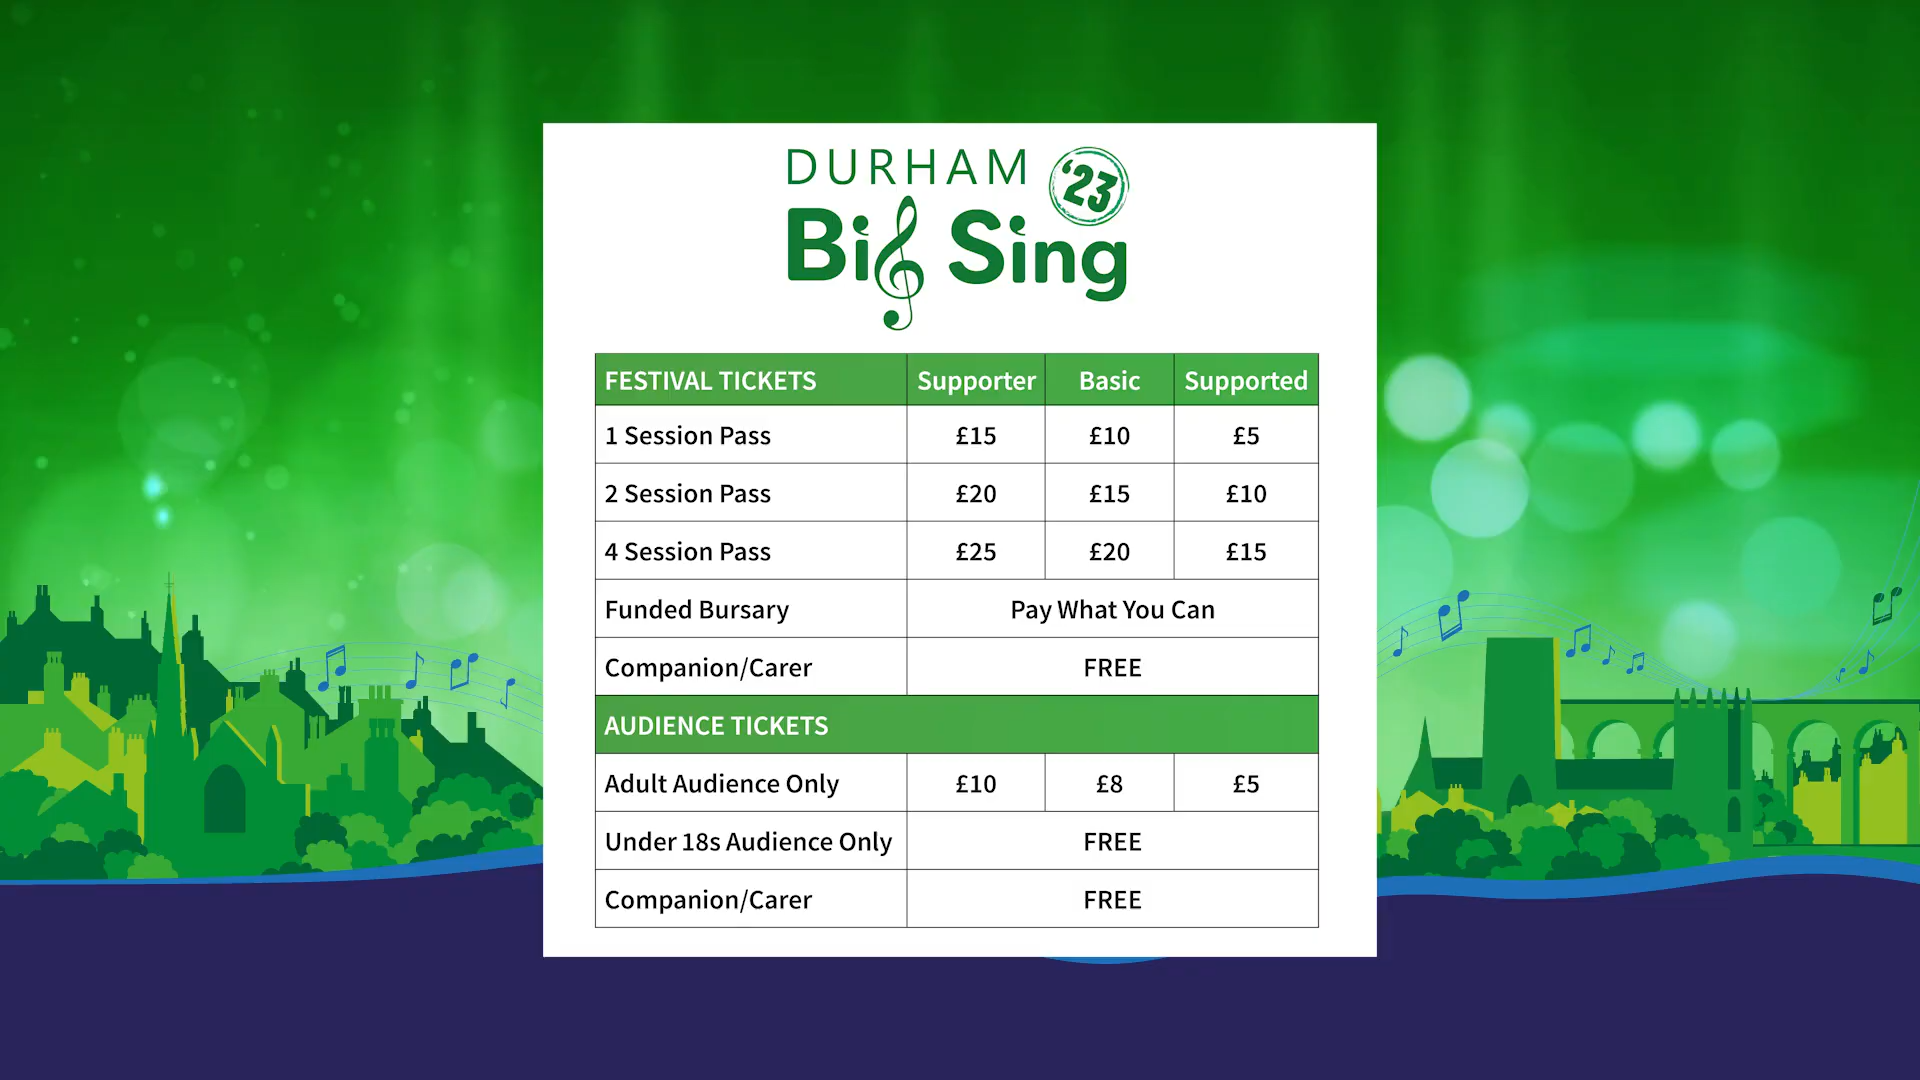 DURHAM '23
Big Sing
FESTIVAL TICKETS Supporter Basic Supported
1 Session Pass £15 £10 £5
2 Session Pass £20 £15 £10
4 Session Pass £25 £20 £15
Funded Bursary Pay What You Can
Companion/Carer FREE
AUDIENCE TICKETS
Adult Audience Only £10 £8 £5
Under 18s Audience Only FREE
Companion/Carer FREE